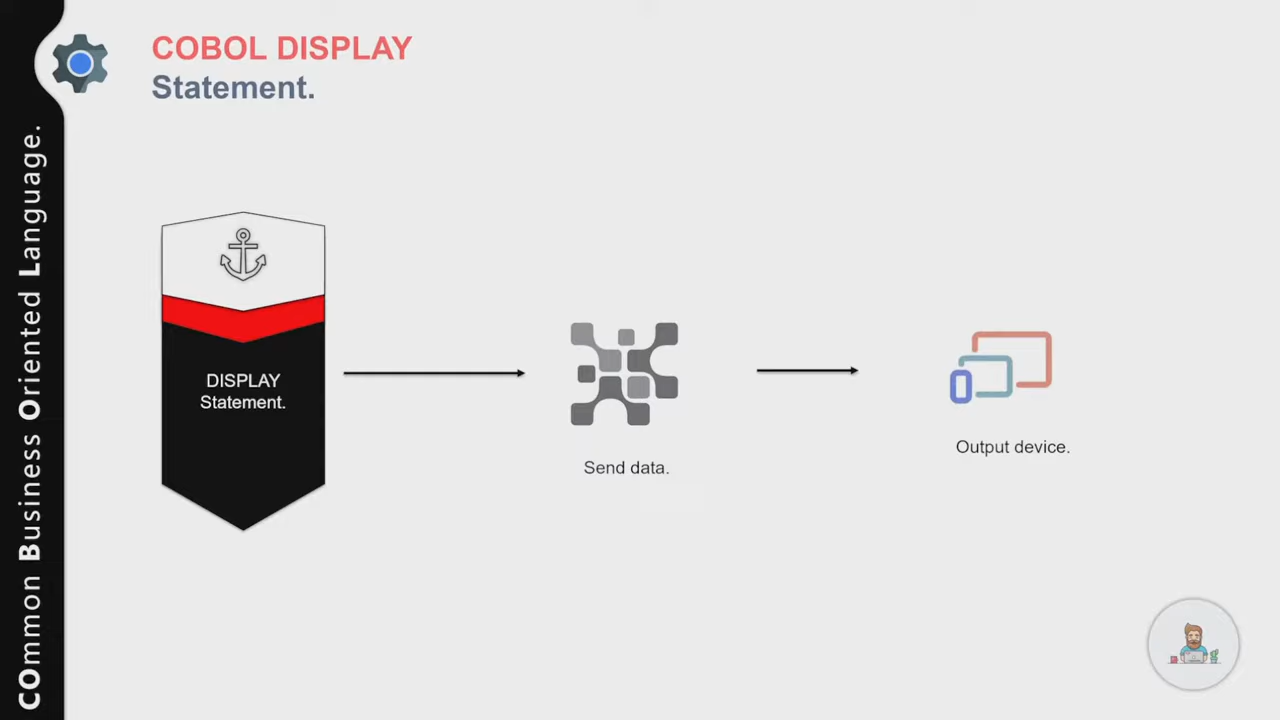 COBOL DISPLAY
Statement.
COmmon Business Oriented Language.
DISPLAY
Statement.
Send data.
Output device.